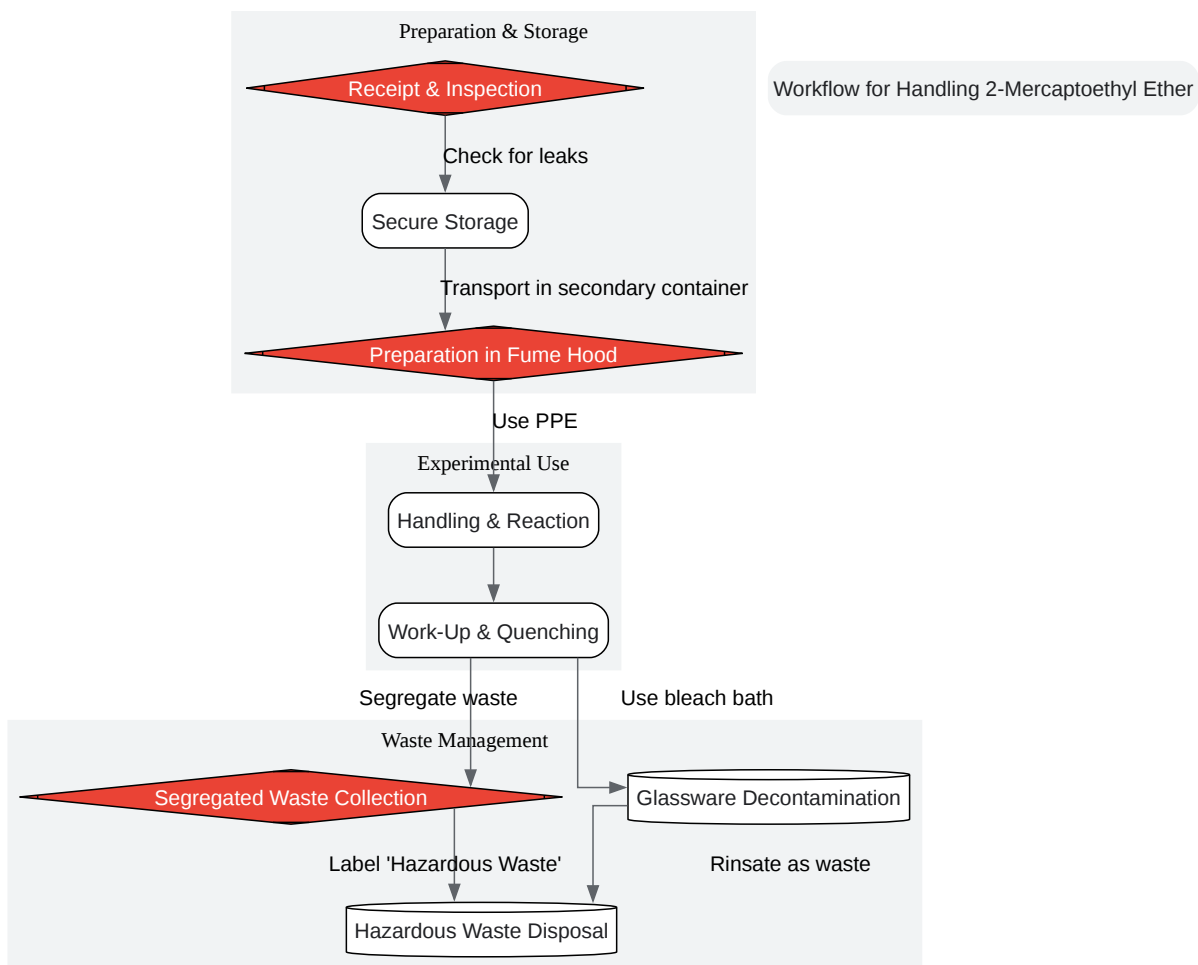 Preparation & Storage
Receipt & Inspection
Workflow for Handling 2-Mercaptoethyl Ether
Check for leaks
Secure Storage
Transport in secondary container
Preparation in Fume Hood
Use PPE
Experimental Use
Handling & Reaction
Work-Up & Quenching
Segregate waste
Use bleach bath
Waste Management
Segregated Waste Collection
Glassware Decontamination
Label 'Hazardous Waste'
Rinsate as waste
Hazardous Waste Disposal